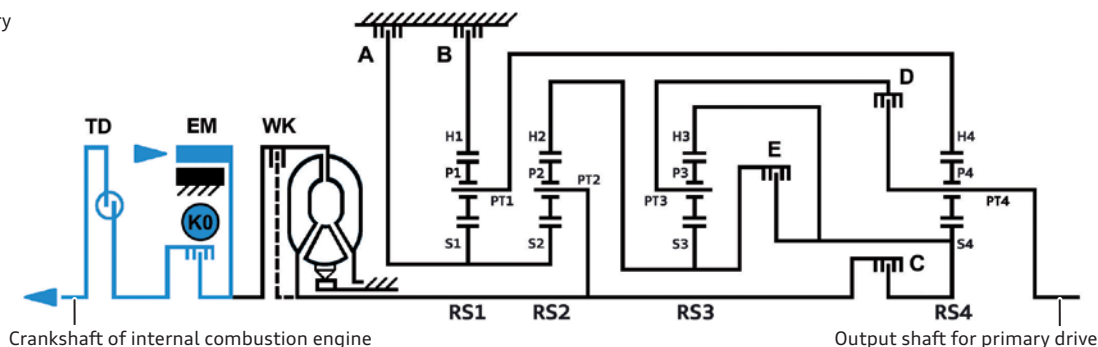 ry
A
B
D
TD
EM
WK
H1
H2
H3
H4
E
P1
P2
P3
P4
PT1
PT2
PT3
PT4
K0
S1
S2
S3
S4
C
RS1
RS2
RS3
RS4
Crankshaft of internal combustion engine
Output shaft for primary drive